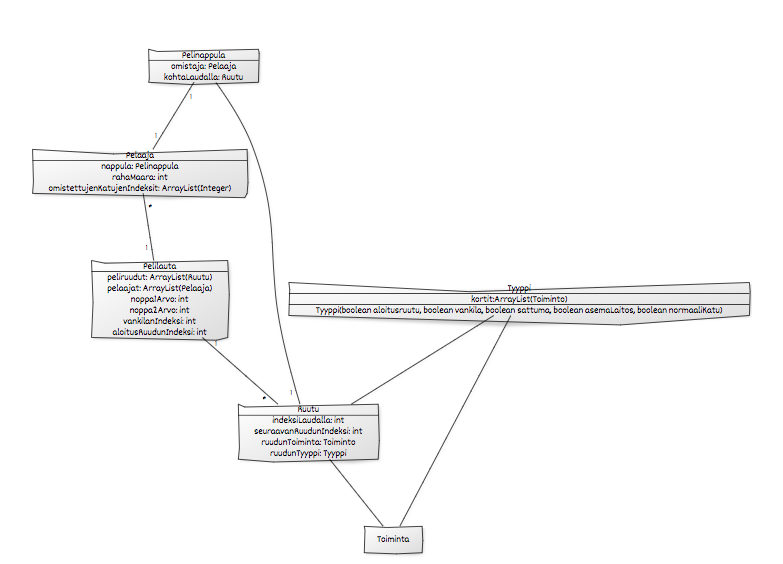 Pelinappula
omistaja: Pelaaja
kohtaLaudalla: Ruutu
1
1
Pelaaja
nappula: Pelinappula
rahaMaara: int
omistettujenKatujenIndeksit: ArrayList(Integer)
*
1
Pelilauta
peliruudut: ArrayList(Ruutu)
pelaajat: ArrayList(Pelaaja)
noppa1Arvo: int
noppa2Arvo: int
vankilanIndeksi: int
aloitusRuudunIndeksi: int
1
Tyyppi
kortit:ArrayList(Toiminto)
Tyyppi(boolean aloitusruutu, boolean vankila, boolean sattuma, boolean asemaLaitos, boolean normaaliKatu)
*
1
Ruutu
indeksiLaudalla: int
seuraavanRuudunIndeksi: int
ruudunToiminta: Toiminto
ruudunTyyppi: Tyyppi
Toiminta